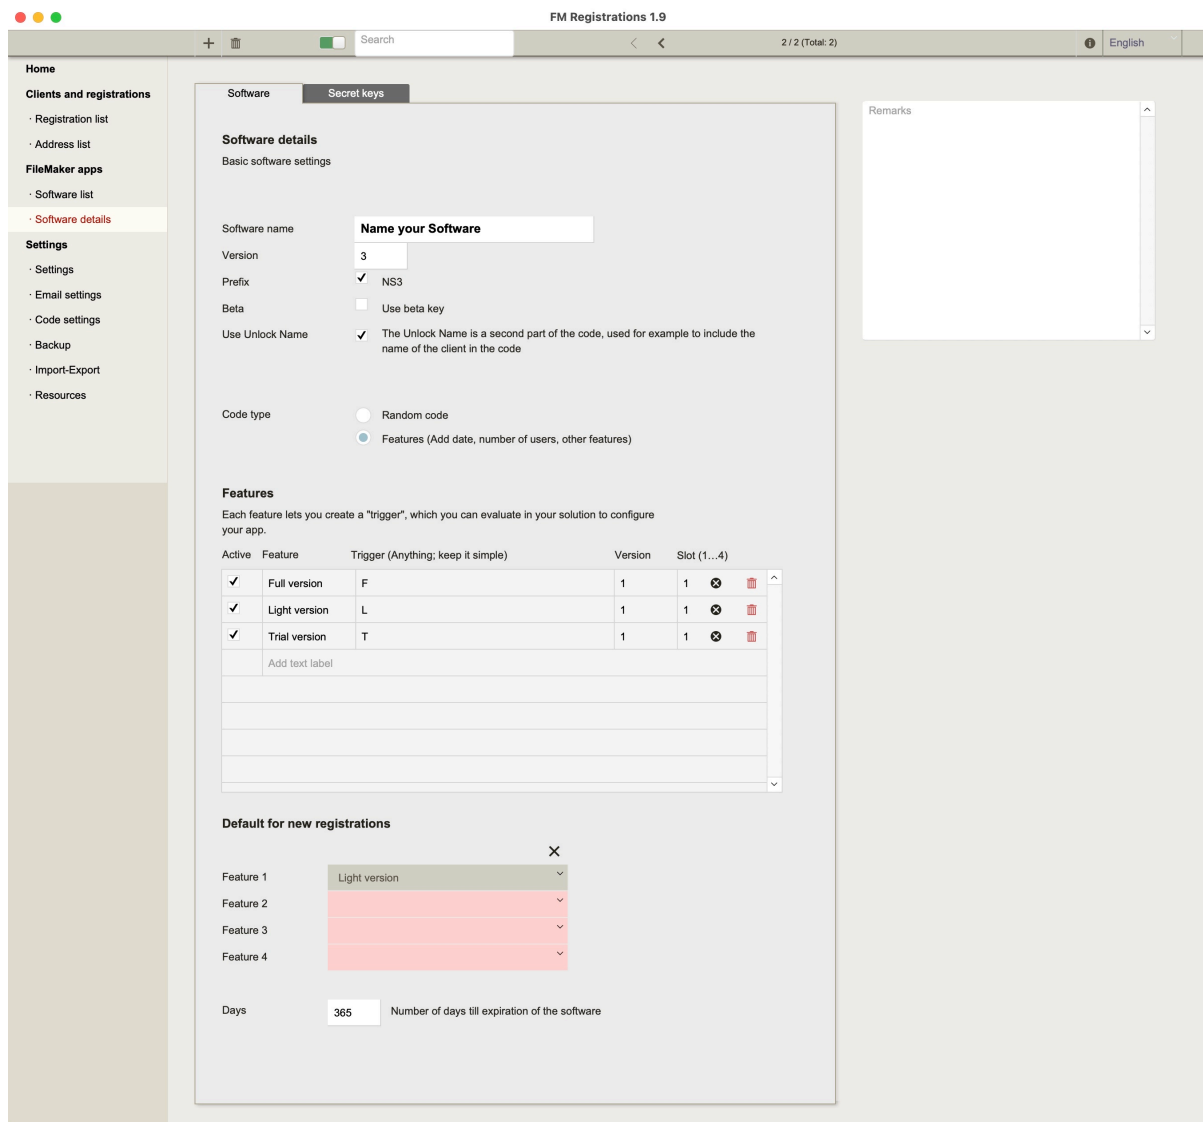 FM Registrations 1.9
Search
2 / 2 (Total: 2)
English
Home
Clients and registrations
· Registration list
· Address list
FileMaker apps
· Software list
· Software details
Settings
· Settings
· Email settings
· Code settings
· Backup
· Import-Export
· Resources
Software
Secret keys
Software details
Basic software settings
Software name
Name your Software
Version
3
Prefix
NS3
Beta
Use beta key
Use Unlock Name
The Unlock Name is a second part of the code, used for example to include the
name of the client in the code
Code type
Random code
Features (Add date, number of users, other features)
Features
Each feature lets you create a "trigger", which you can evaluate in your solution to configure
your app.
Active Feature Trigger (Anything; keep it simple) Version Slot (1…4)
Full version F 1 1
Light version L 1 1
Trial version T 1 1
Add text label
Default for new registrations
Feature 1 Light version
Feature 2
Feature 3
Feature 4
Days 365 Number of days till expiration of the software
Remarks